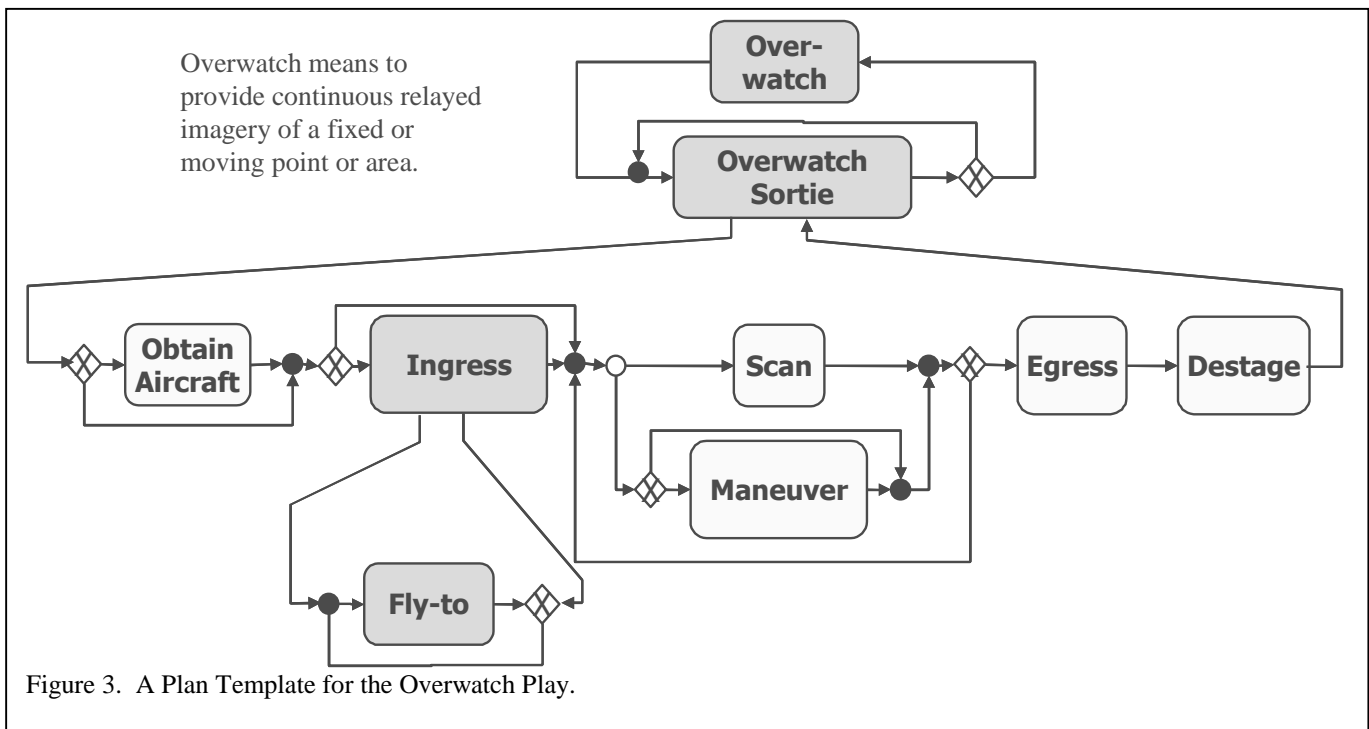 Overwatch means to
provide continuous relayed
imagery of a fixed or
moving point or area.
Over-
watch
Overwatch
Sortie
Obtain
Aircraft
Ingress
Scan
Egress
Destage
Maneuver
Fly-to
Figure 3.  A Plan Template for the Overwatch Play.